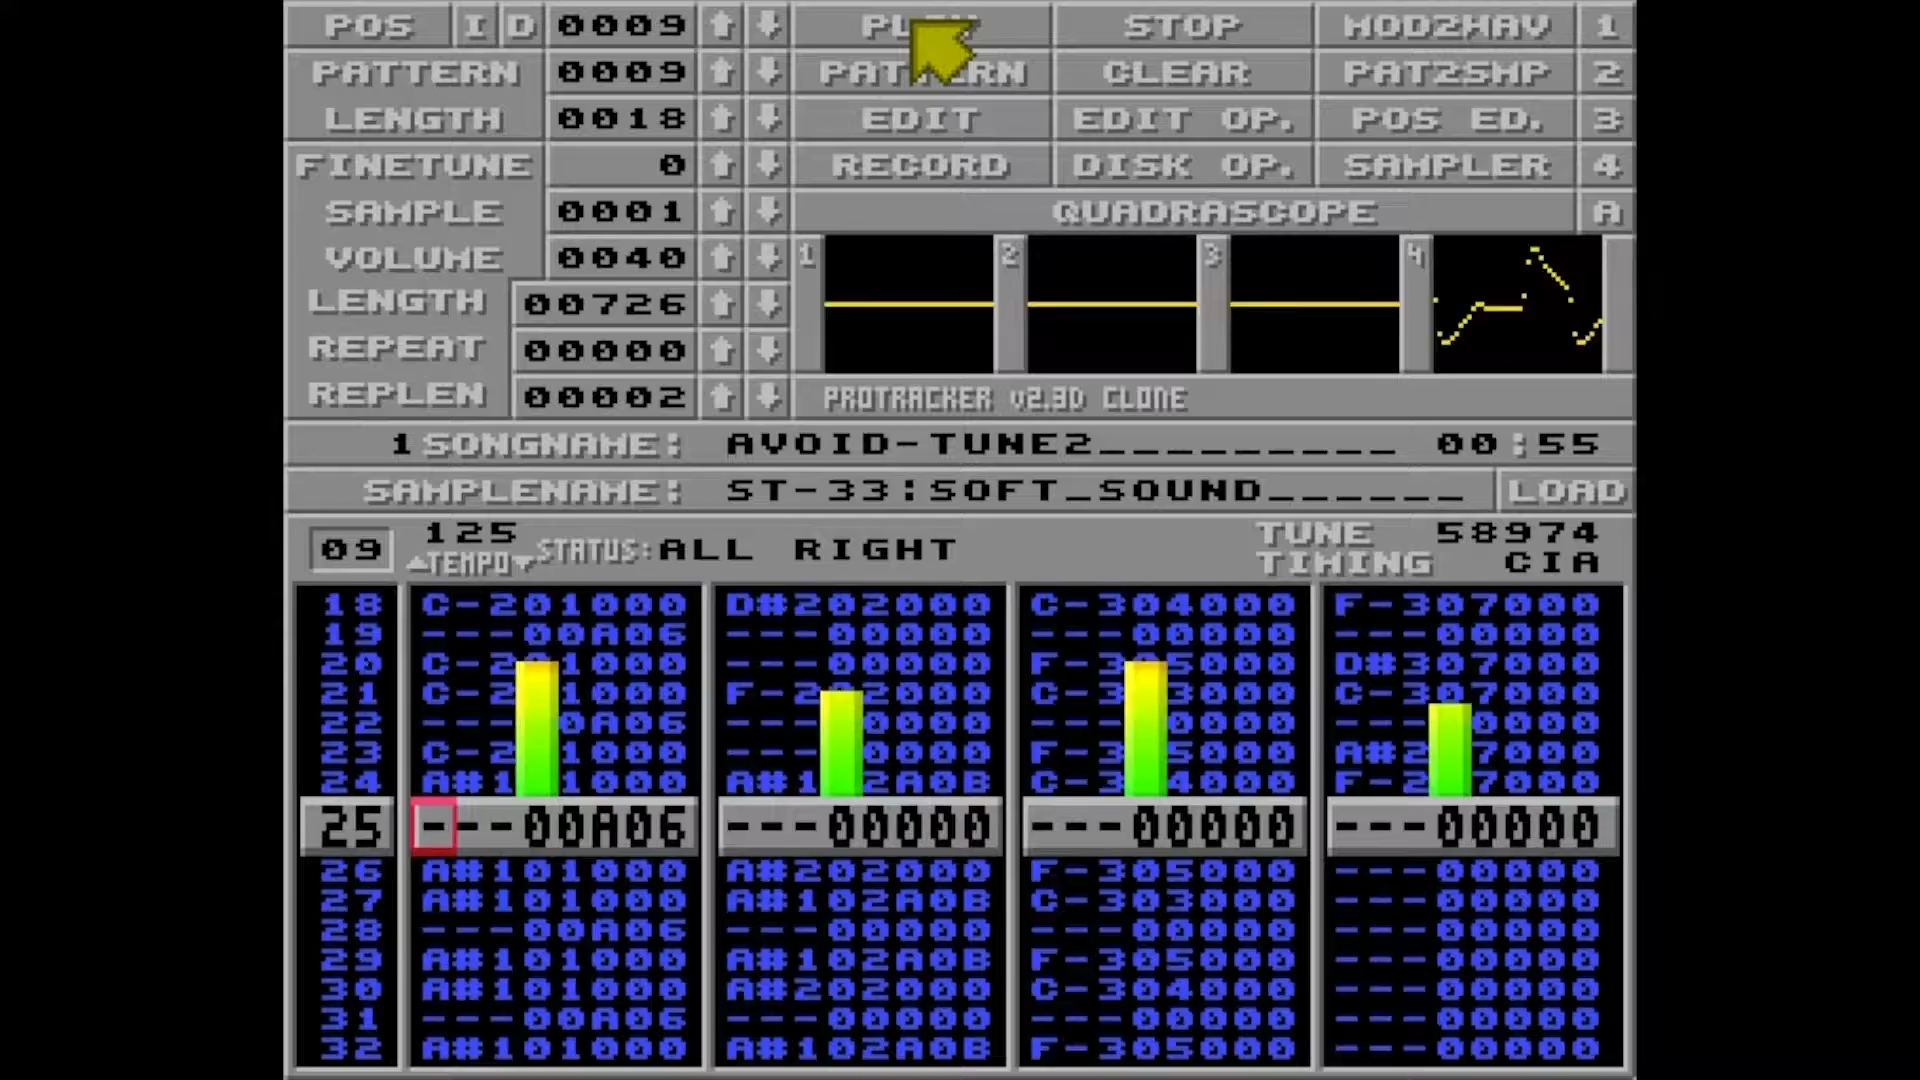 POS I D 0009 STOP MOD2WAV 1
PATTERN 0009 CLEAR PAT2SMP 2
LENGTH 0018 EDIT EDIT OP. POS ED. 3
FINETUNE 0 RECORD DISK OP. SAMPLER 4
SAMPLE 0001 QUADRASCOPE A
VOLUME 0040 1 2 3 4
LENGTH 00726
REPEAT 00000
REPLEN 00002 PROTRACKER v2.3D CLONE
1 SONGNAME: AVOID-TUNE2_________ 00:55
SAMPLENAME: ST-33:SOFT_SOUND______ LOAD
09 125 TEMPO STATUS: ALL RIGHT TUNE 58974
TIMING CIA
18 C-201000 D#202000 C-304000 F-307000
19 ---00A06 ---00000 ---00000 ---00000
20 ---00000 D#307000
21 C-307000
22
23
24
25 ---00A06 ---00000 ---00000 ---00000
26 A#101000 A#202000 F-305000 ---00000
27 A#101000 A#102A0B C-303000 ---00000
28 ---00A06 ---00000 ---00000 ---00000
29 A#101000 A#102A0B F-305000 ---00000
30 A#101000 A#202000 C-304000 ---00000
31 ---00A06 ---00000 ---00000 ---00000
32 A#101000 A#102A0B F-305000 ---00000